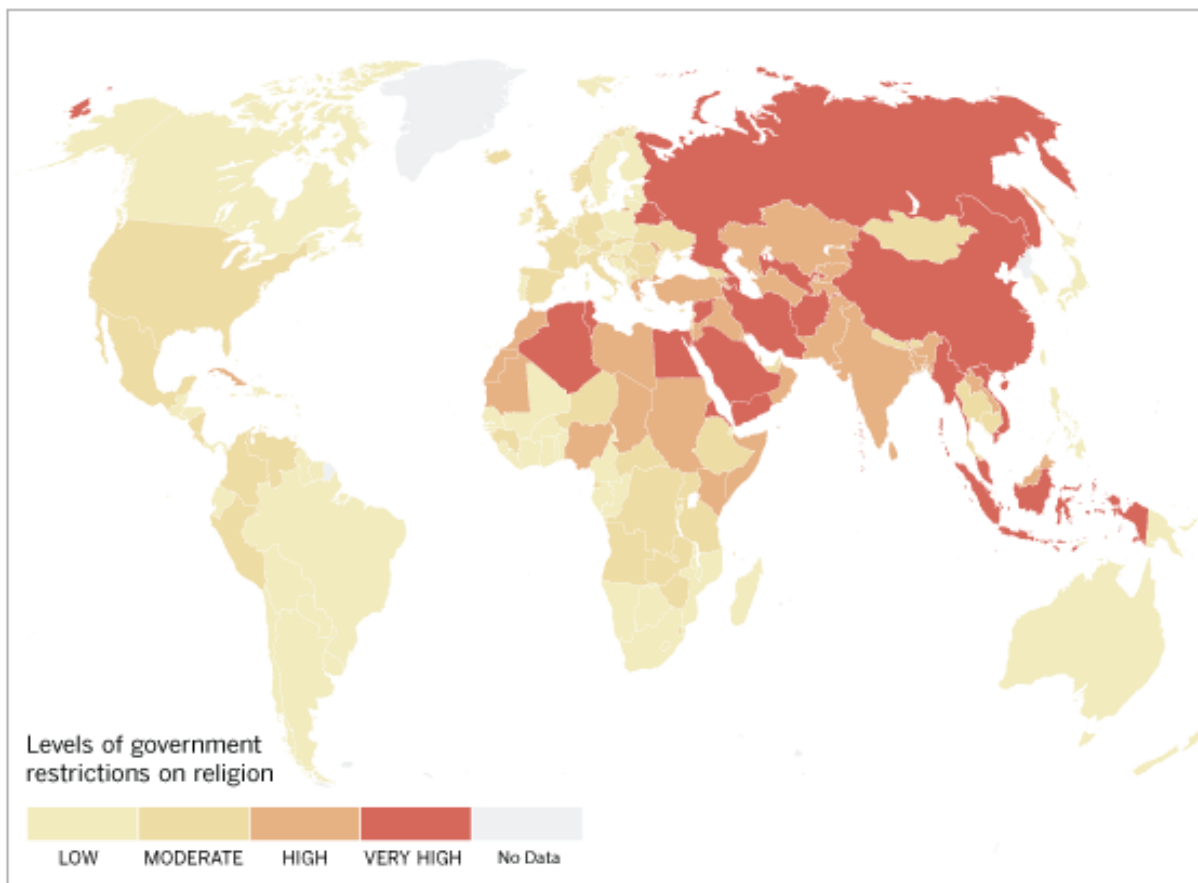 Levels of government
restrictions on religion
LOW MODERATE HIGH VERY HIGH No Data